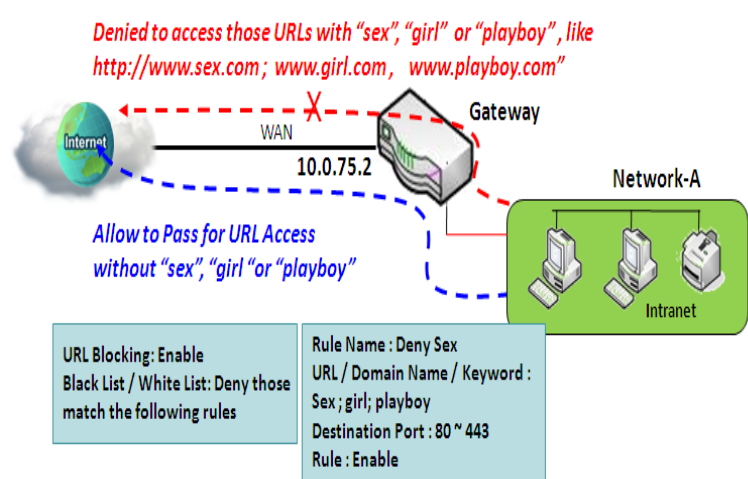 Denied to access those URLs with “sex”, “girl” or “playboy” , like
http://www.sex.com ; www.girl.com , www.playboy.com”
Gateway
Internet
WAN
10.0.75.2
Network-A
Allow to Pass for URL Access
without “sex”, “girl “or “playboy”
Intranet
URL Blocking: Enable
Black List / White List: Deny those
match the following rules
Rule Name : Deny Sex
URL / Domain Name / Keyword :
Sex ; girl; playboy
Destination Port : 80 ~ 443
Rule : Enable